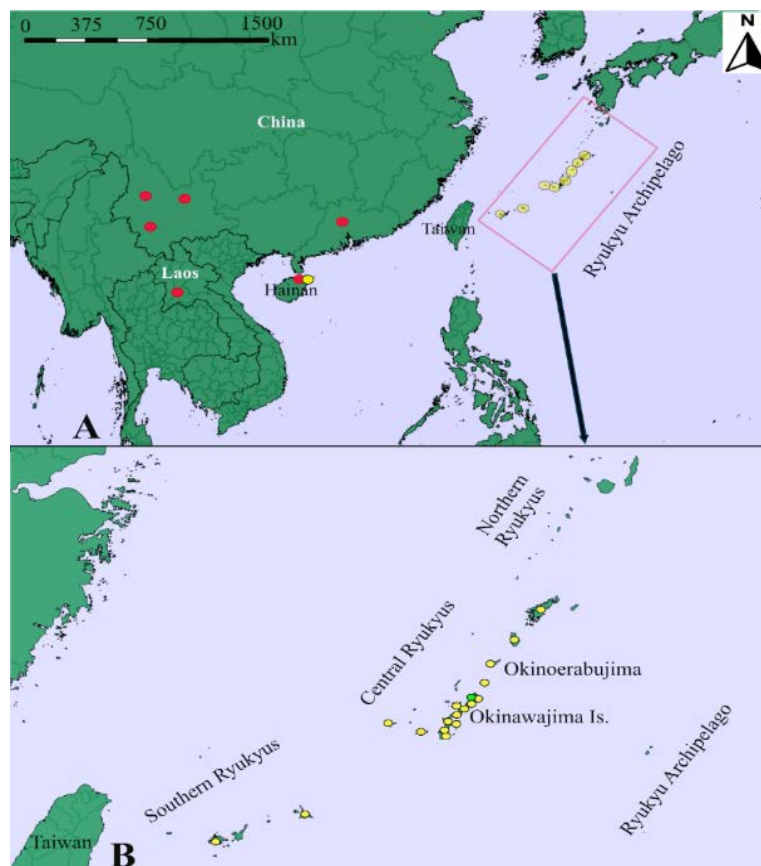 0 375 750 1500
km
N
China
Taiwan
Ryukyu Archipelago
Laos
Hainan
A
Northern
Ryukyus
Central Ryukyus
Okinoerabujima
Okinawajima Is.
Southern Ryukyus
Ryukyu Archipelago
Taiwan
B